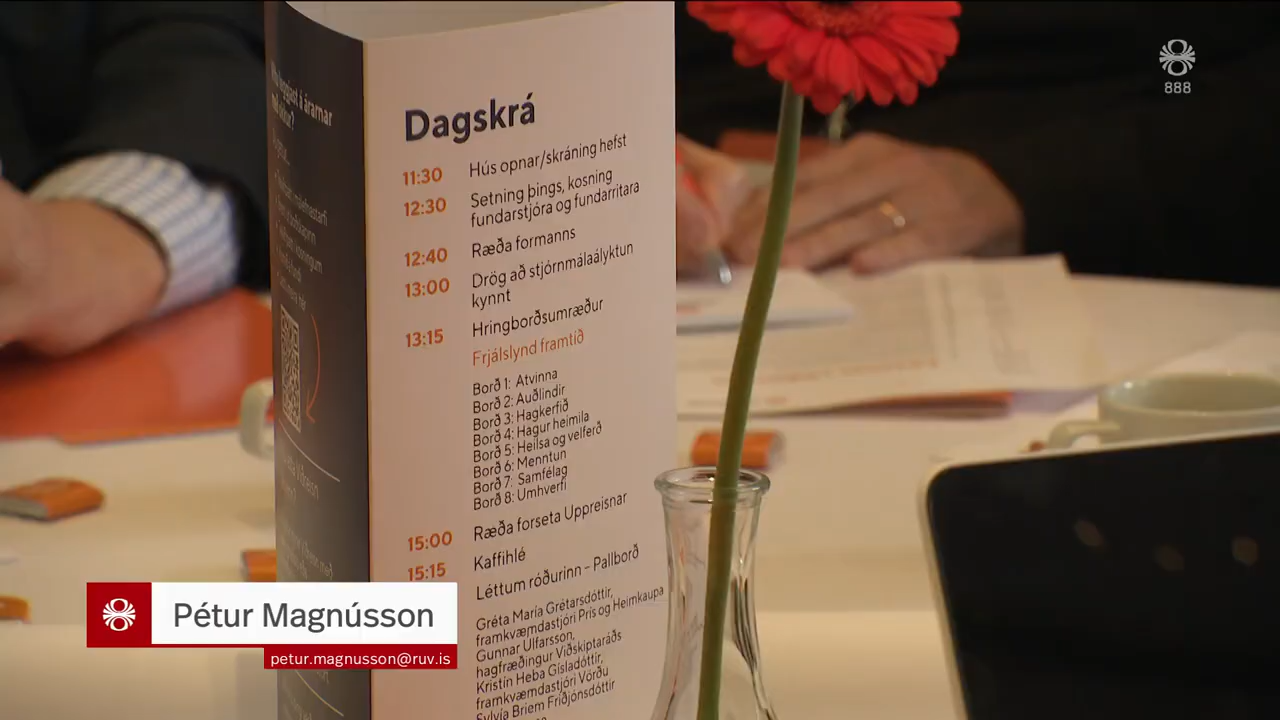 888
Dagskrá
11:30 Hús opnar/skráning hefst
12:30 Setning þings, kosning
fundarstjóra og fundarritara
12:40 Ræða formanns
13:00 Drög að stjórnmálaályktun
kynnt
13:15 Hringborðsumræður
Frjálslynd framtíð
Borð 1: Atvinna
Borð 2: Auðlindir
Borð 3: Hagkerfið
Borð 4: Hagur heimila
Borð 5: Heilsa og velferð
Borð 6: Menntun
Borð 7: Samfélag
Borð 8: Umhverfi
15:00 Ræða forseta Uppreisnar
15:15 Kaffihlé
Léttum róðurinn – Pallborð
Gréta María Grétarsdóttir,
framkvæmdastjóri Prís og Heimkaupa
Gunnar Úlfarsson,
hagfræðingur Viðskiptaráðs
Kristín Heba Gísladóttir,
framkvæmdastjóri Vörðu
Sylvía Briem Friðjónsdóttir
Pétur Magnússon
petur.magnusson@ruv.is